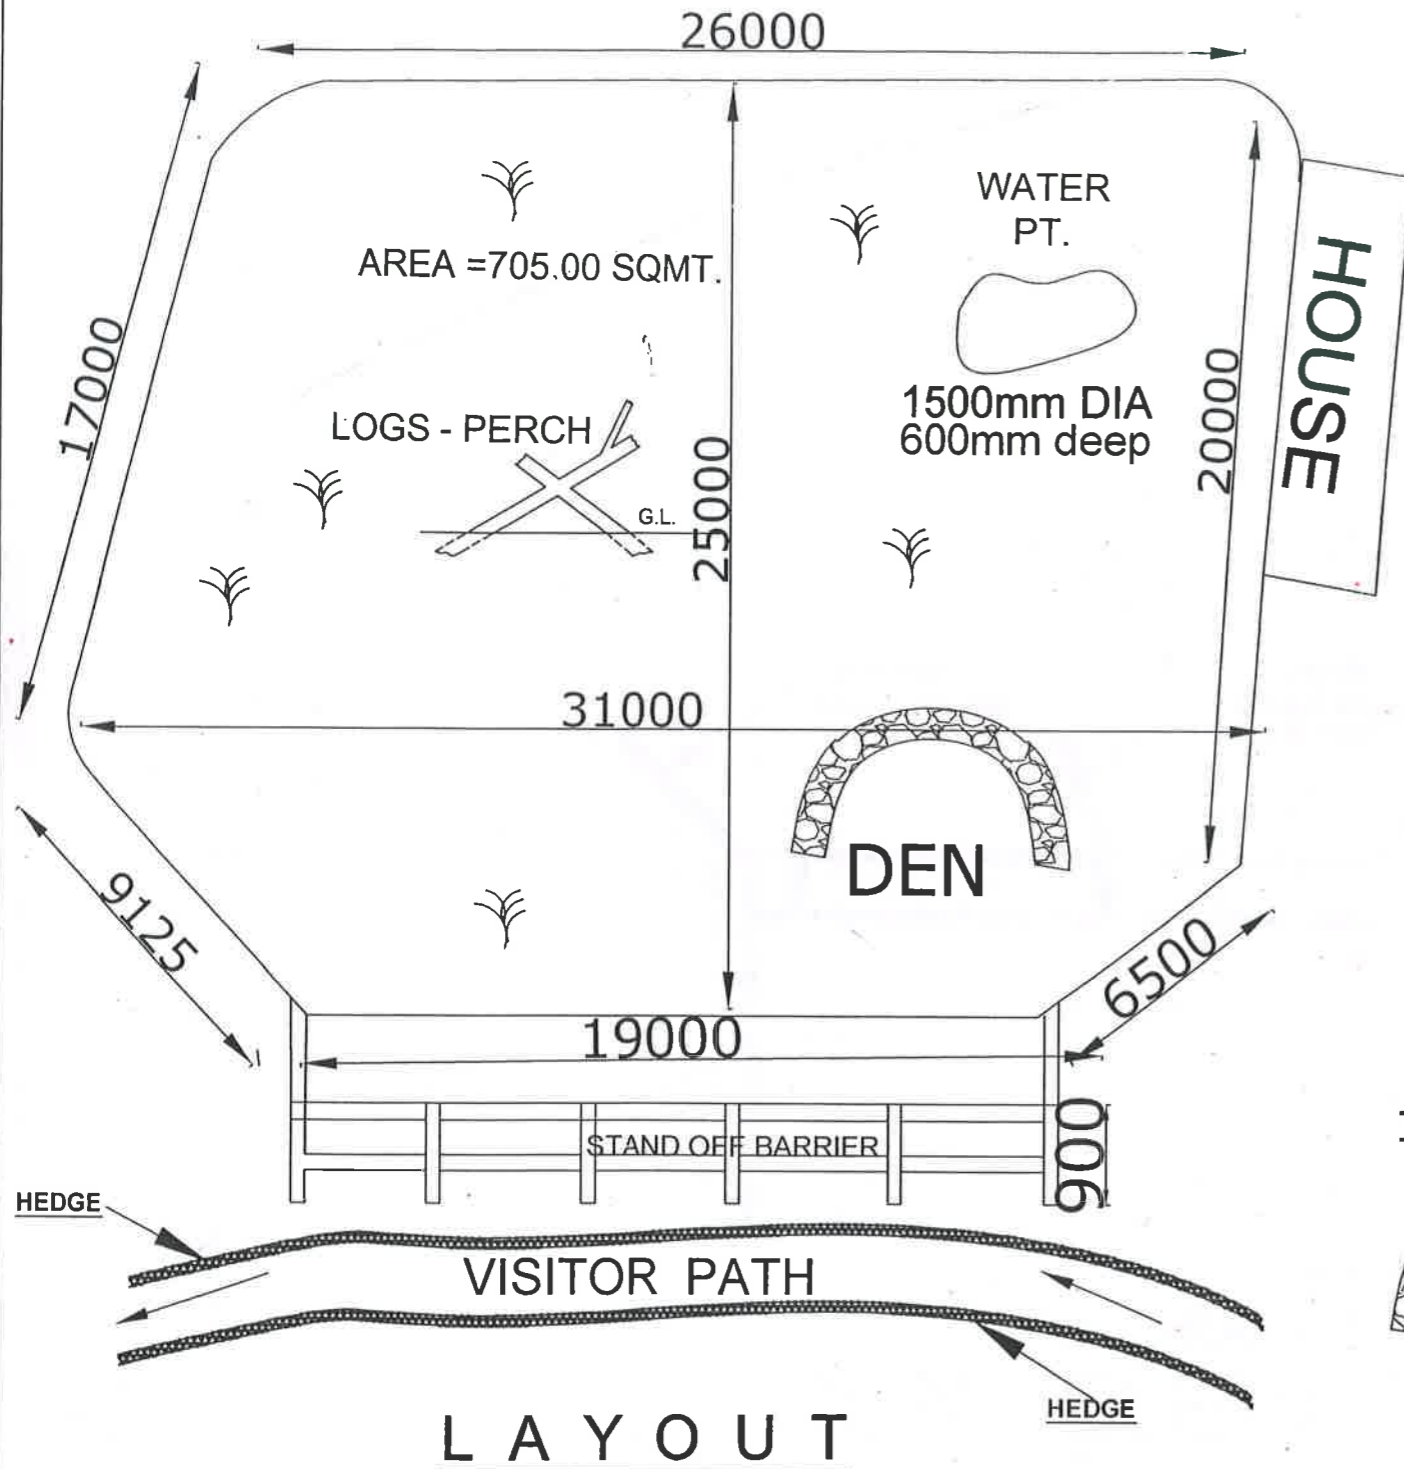 26000
WATER
PT.
AREA =705.00 SQMT.
HOUSE
17000
1500mm DIA
600mm deep
20000
LOGS - PERCH
G.L.
25000
31000
DEN
9125
6500
19000
STAND OFF BARRIER
900
HEDGE
VISITOR PATH
HEDGE
LAYOUT